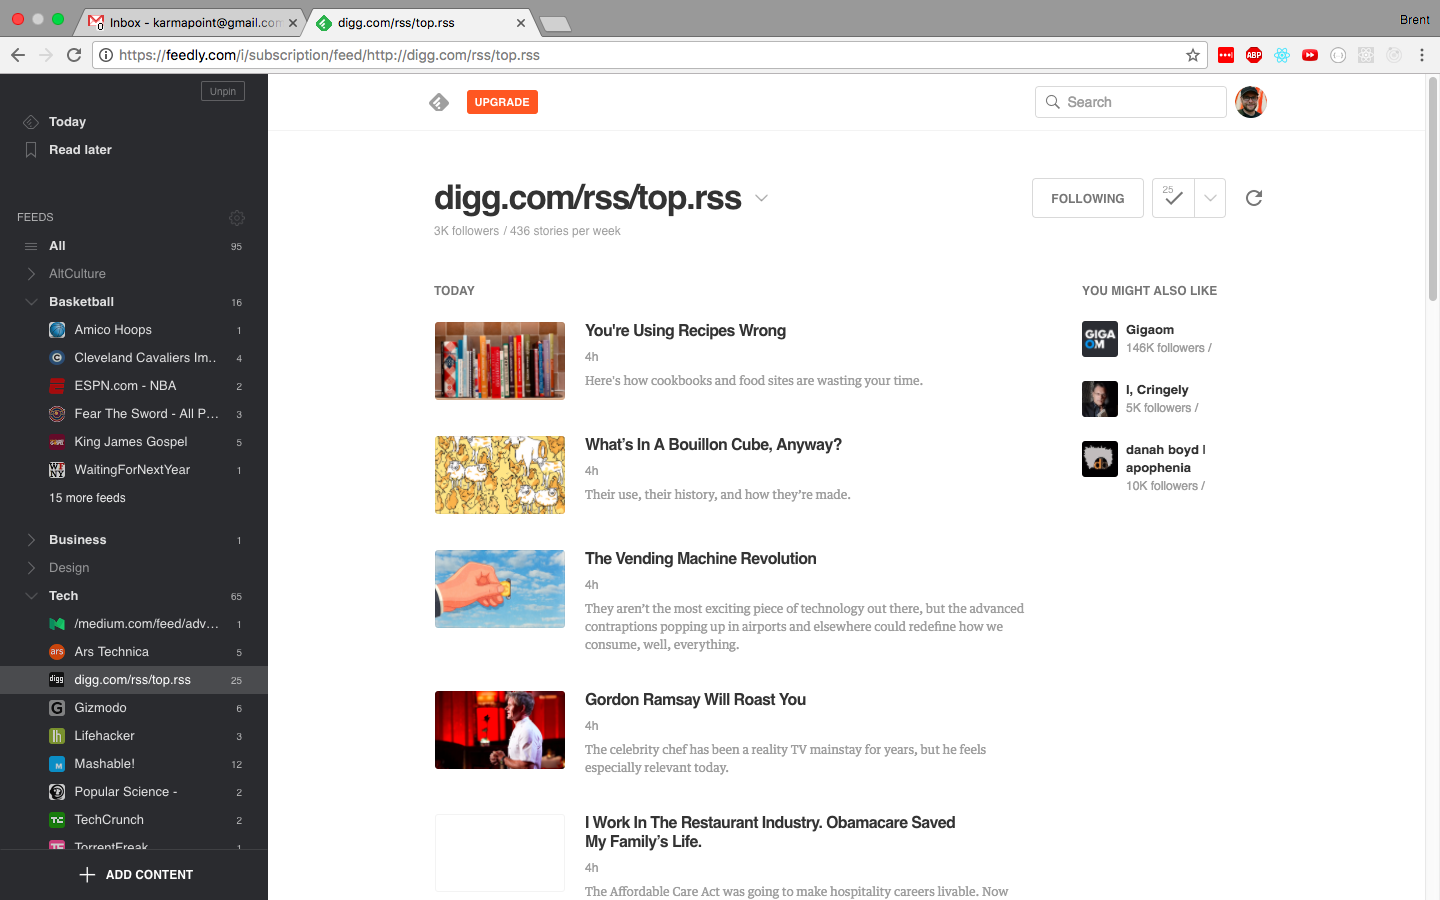 Inbox - karmapoint@gmail.com
digg.com/rss/top.rss
Brent
https://feedly.com/i/subscription/feed/http://digg.com/rss/top.rss
ABP
Unpin
Today
Read later
FEEDS
All 95
AltCulture
Basketball 16
Amico Hoops 1
Cleveland Cavaliers Im.. 4
ESPN.com - NBA 2
Fear The Sword - All P... 3
King James Gospel 5
WaitingForNextYear 1
15 more feeds
Business 1
Design
Tech 65
/medium.com/feed/adv... 1
ars Ars Technica 5
digg digg.com/rss/top.rss 25
G Gizmodo 6
lh Lifehacker 3
M Mashable! 12
Popular Science - 2
TechCrunch 2
TorrentFreak 1
ADD CONTENT
UPGRADE
Search
digg.com/rss/top.rss
3K followers / 436 stories per week
FOLLOWING
25
TODAY
You're Using Recipes Wrong
4h
Here's how cookbooks and food sites are wasting your time.
What's In A Bouillon Cube, Anyway?
4h
Their use, their history, and how they're made.
The Vending Machine Revolution
4h
They aren't the most exciting piece of technology out there, but the advanced
contraptions popping up in airports and elsewhere could redefine how we
consume, well, everything.
Gordon Ramsay Will Roast You
4h
The celebrity chef has been a reality TV mainstay for years, but he feels
especially relevant today.
I Work In The Restaurant Industry. Obamacare Saved
My Family's Life.
4h
The Affordable Care Act was going to make hospitality careers livable. Now
YOU MIGHT ALSO LIKE
GIGAOM
Gigaom
146K followers /
I, Cringely
5K followers /
danah boyd |
apophenia
10K followers /